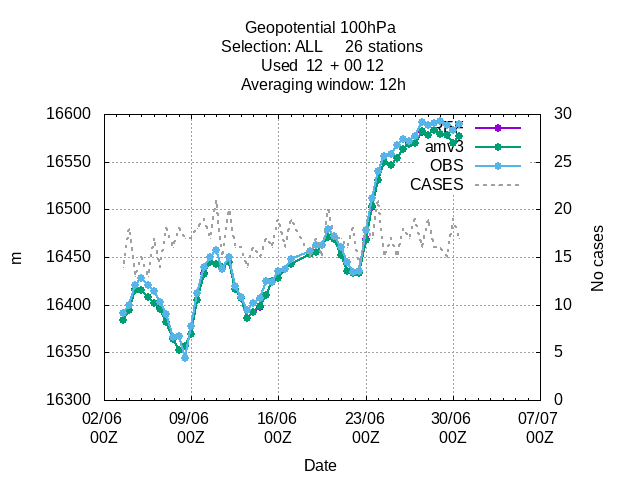 Geopotential 100hPa
Selection: ALL 26 stations
Used 12 + 00 12
Averaging window: 12h
16600
16550
16500
16450
16400
16350
16300
30
25
20
15
10
5
0
m
No cases
amv3
OBS
CASES
02/06 09/06 16/06 23/06 30/06 07/07
00Z 00Z 00Z 00Z 00Z 00Z
Date